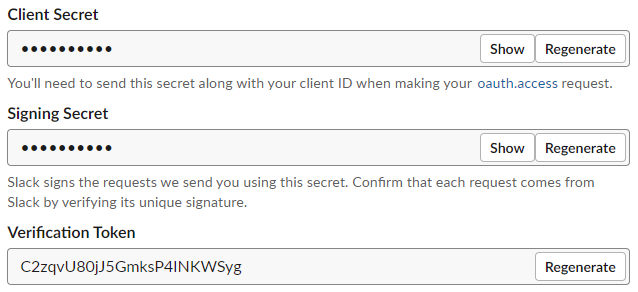 Client Secret
••••••••••
Show
Regenerate
You'll need to send this secret along with your client ID when making your oauth.access request.
Signing Secret
••••••••••
Show
Regenerate
Slack signs the requests we send you using this secret. Confirm that each request comes from
Slack by verifying its unique signature.
Verification Token
C2zqvU80jJ5GmksP4INKWSyg
Regenerate